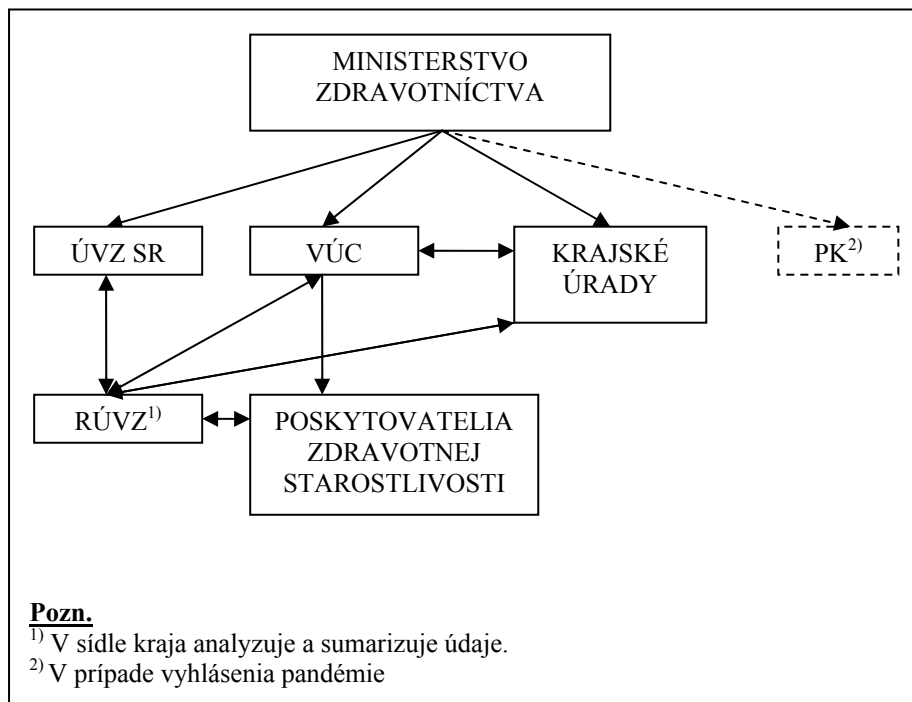 MINISTERSTVO
ZDRAVOTNÍCTVA
ÚVZ SR
VÚC
KRAJSKÉ
ÚRADY
PK2)
RÚVZ1)
POSKYTOVATELIA
ZDRAVOTNEJ
STAROSTLIVOSTI
Pozn.
1) V sídle kraja analyzuje a sumarizuje údaje.
2) V prípade vyhlásenia pandémie